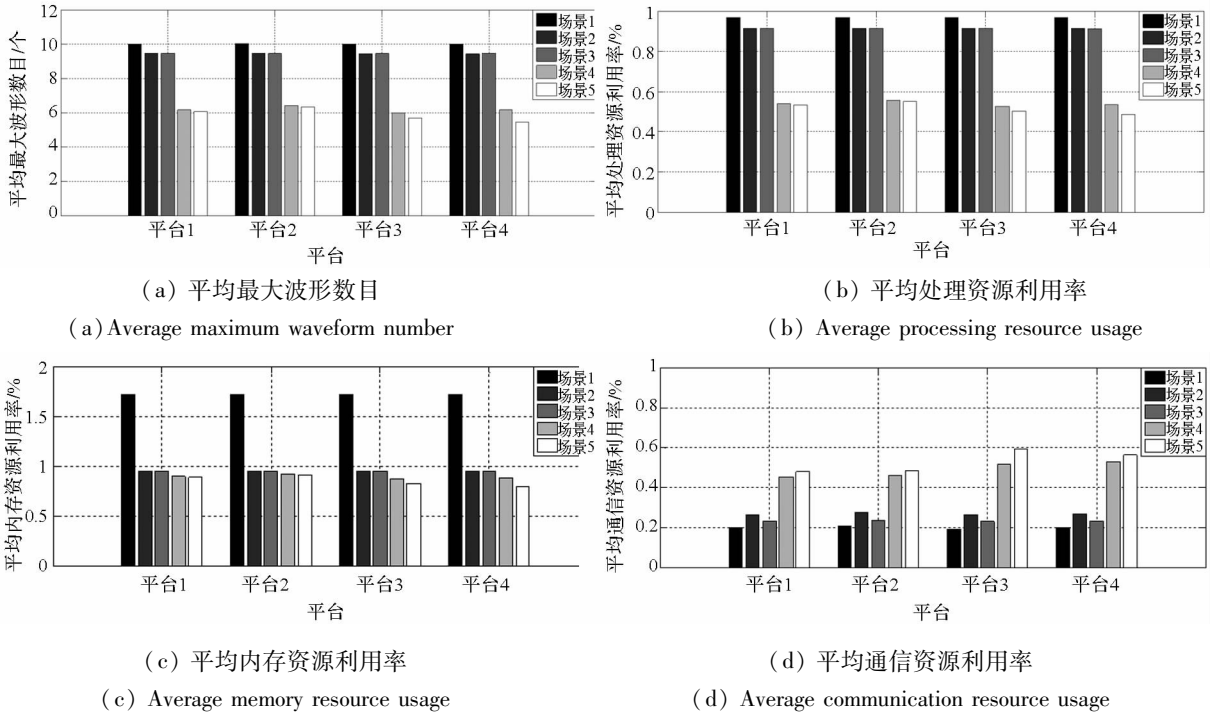 平均最大波形数目/个
12
10
8
6
4
2
0
场景1
场景2
场景3
场景4
场景5
平台1 平台2 平台3 平台4
平台
(a) 平均最大波形数目
(a)Average maximum waveform number
平均处理资源利用率/%
1
0.8
0.6
0.4
0.2
0
场景1
场景2
场景3
场景4
场景5
平台1 平台2 平台3 平台4
平台
(b) 平均处理资源利用率
(b) Average processing resource usage
平均内存资源利用率/%
2
1.5
1
0.5
0
场景1
场景2
场景3
场景4
场景5
平台1 平台2 平台3 平台4
平台
(c) 平均内存资源利用率
(c) Average memory resource usage
平均通信资源利用率/%
1
0.8
0.6
0.4
0.2
0
场景1
场景2
场景3
场景4
场景5
平台1 平台2 平台3 平台4
平台
(d) 平均通信资源利用率
(d) Average communication resource usage